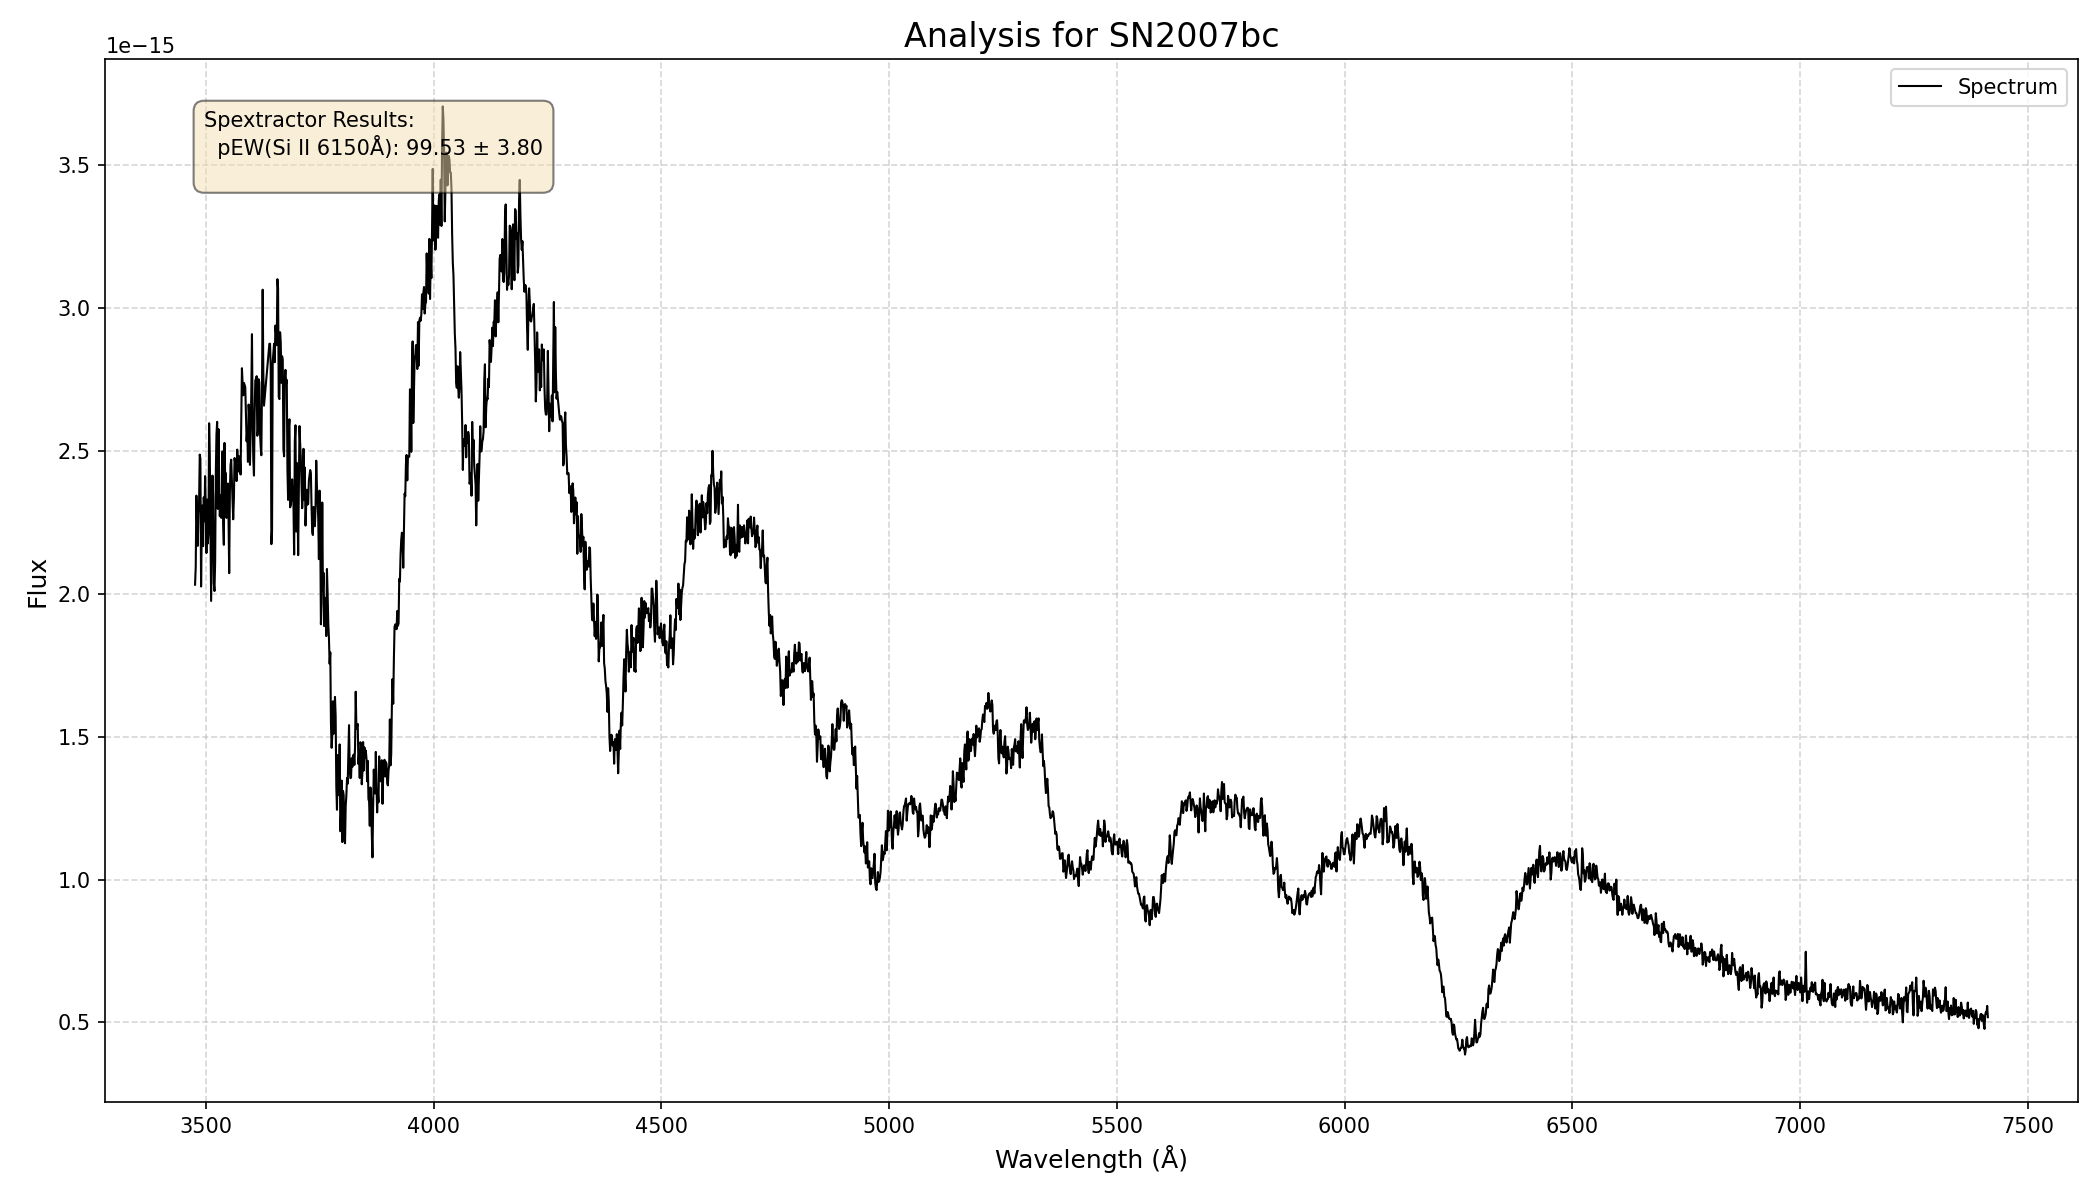 Analysis for SN2007bc
1e−15
Spectrum
Spextractor Results:
pEW(Si II 6150Å): 99.53 ± 3.80
3.5
3.0
2.5
2.0
1.5
1.0
0.5
Flux
3500 4000 4500 5000 5500 6000 6500 7000 7500
Wavelength (Å)